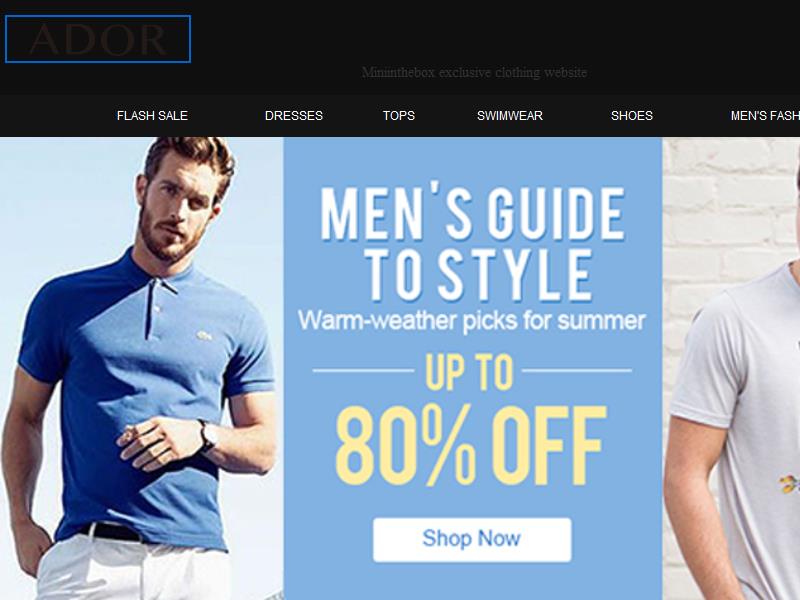 ADOR
Miniinthebox exclusive clothing website
FLASH SALE DRESSES TOPS SWIMWEAR SHOES MEN'S FASH
MEN'S GUIDE
TO STYLE
Warm-weather picks for summer
UP TO
80% OFF
Shop Now